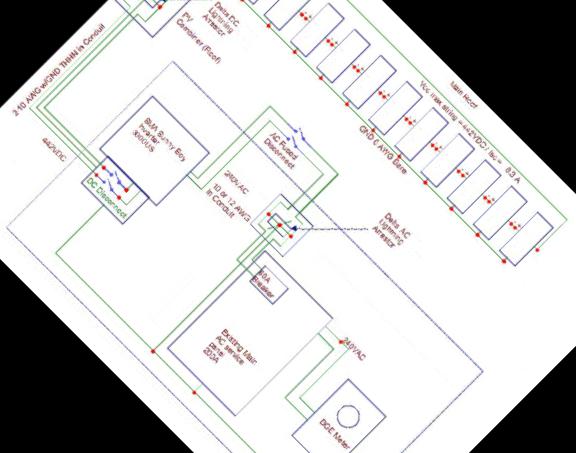 Delta DC
Lightning
Arrestor
PV
Combiner (Roof)
2-10 AWG w/GND THHN in Conduit
Main Roof
Voc max string =442VDC / Isc =
8.3 A
GND 6 AWG Bare
440VDC
SMA Sunny Boy
Inverter
3000US
DC Disconnect
AC Fused
Disconnect
240VAC
10 or 12 AWG
in Conduit
Delta AC
Lightning
Arrestor
Breaker
Existing Main
AC service
panel
200A
240VAC
Meter